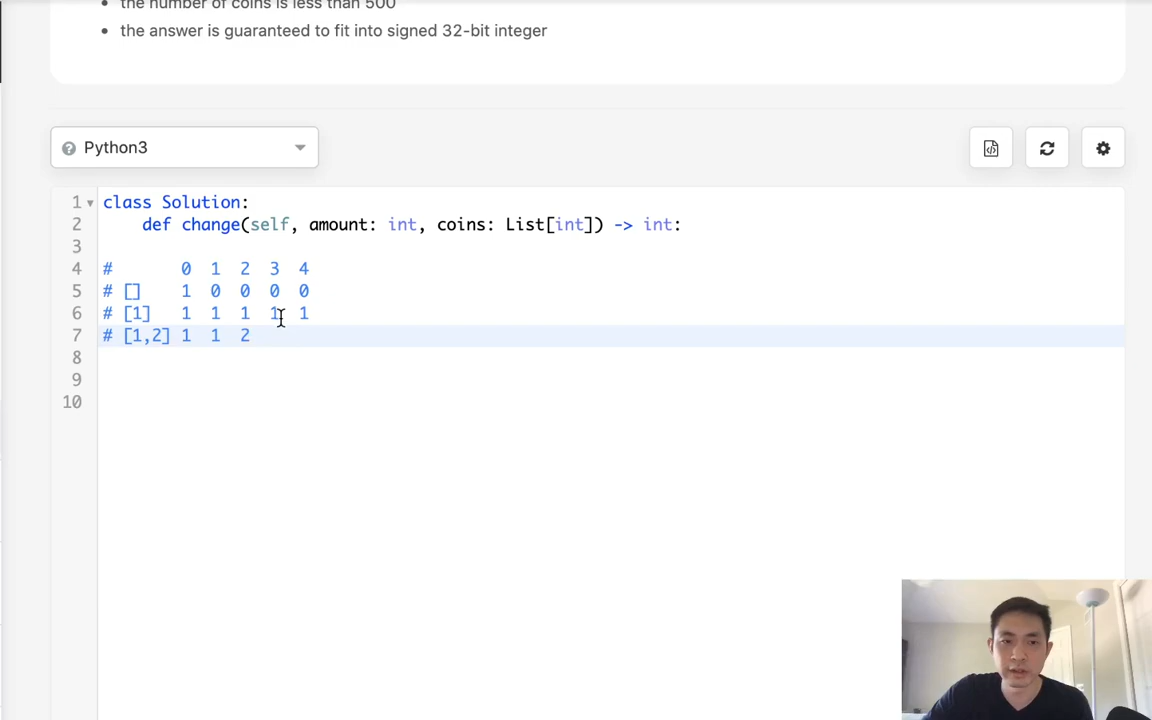 • the number of coins is less than 500
• the answer is guaranteed to fit into signed 32-bit integer
? Python3
1 class Solution:
2 def change(self, amount: int, coins: List[int]) -> int:
3
4 # 0 1 2 3 4
5 # [] 1 0 0 0 0
6 # [1] 1 1 1 1 1
7 # [1,2] 1 1 2
8
9
10